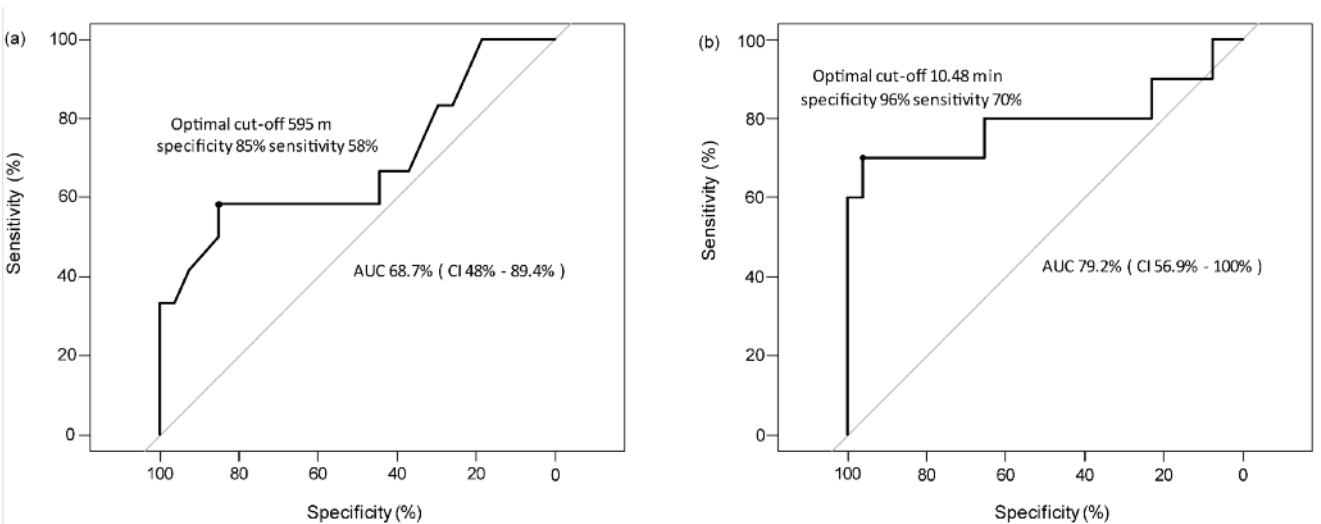 (a)
100
80
60
40
20
0
Sensitivity (%)
Optimal cut-off 595 m
specificity 85% sensitivity 58%
AUC 68.7% ( CI 48% - 89.4% )
100 80 60 40 20 0
Specificity (%)
(b)
100
80
60
40
20
0
Sensitivity (%)
Optimal cut-off 10.48 min
specificity 96% sensitivity 70%
AUC 79.2% ( CI 56.9% - 100% )
100 80 60 40 20 0
Specificity (%)